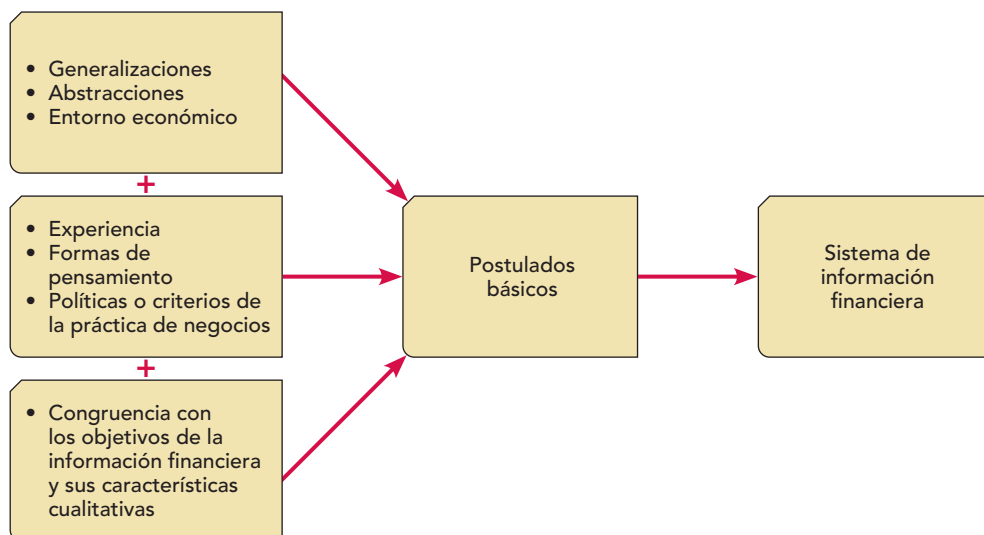 • Generalizaciones
• Abstracciones
• Entorno económico
+
• Experiencia
• Formas de
pensamiento
• Políticas o criterios de
la práctica de negocios
+
• Congruencia con
los objetivos de la
información financiera
y sus características
cualitativas
Postulados
básicos
Sistema de
información
financiera